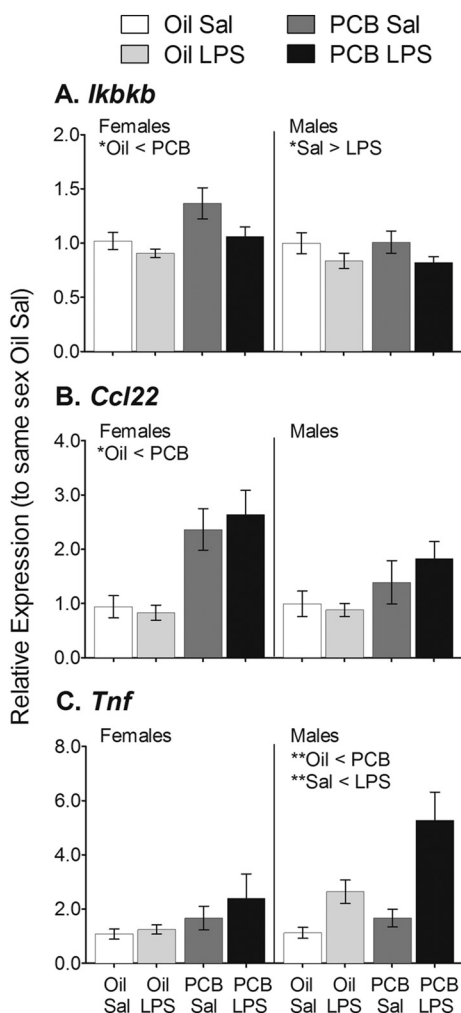 Oil Sal PCB Sal
Oil LPS PCB LPS
A. Ikbkb
Females Males
*Oil < PCB *Sal > LPS
2.0
1.5
1.0
0.5
0.0
B. Ccl22
Females Males
*Oil < PCB
4.0
3.0
2.0
1.0
0.0
C. Tnf
Females Males
**Oil < PCB
**Sal < LPS
8.0
6.0
4.0
2.0
0.0
Oil Oil PCB PCB Oil Oil PCB PCB
Sal LPS Sal LPS Sal LPS Sal LPS
Relative Expression (to same sex Oil Sal)